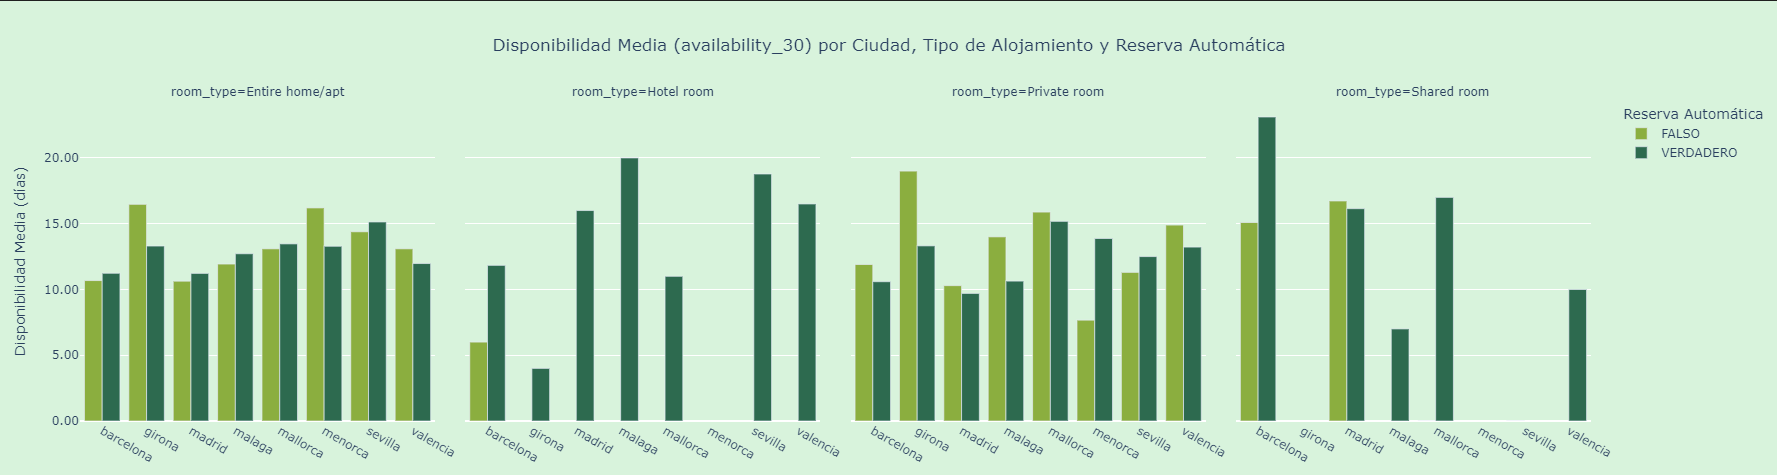 Disponibilidad Media (availability_30) por Ciudad, Tipo de Alojamiento y Reserva Automática
room_type=Entire home/apt
room_type=Hotel room
room_type=Private room
room_type=Shared room
Reserva Automática
FALSO
VERDADERO
Disponibilidad Media (días)
20.00
15.00
10.00
5.00
0.00
barcelona
girona
madrid
malaga
mallorca
menorca
sevilla
valencia
barcelona
girona
madrid
malaga
mallorca
menorca
sevilla
valencia
barcelona
girona
madrid
malaga
mallorca
menorca
sevilla
valencia
barcelona
girona
madrid
malaga
mallorca
menorca
sevilla
valencia